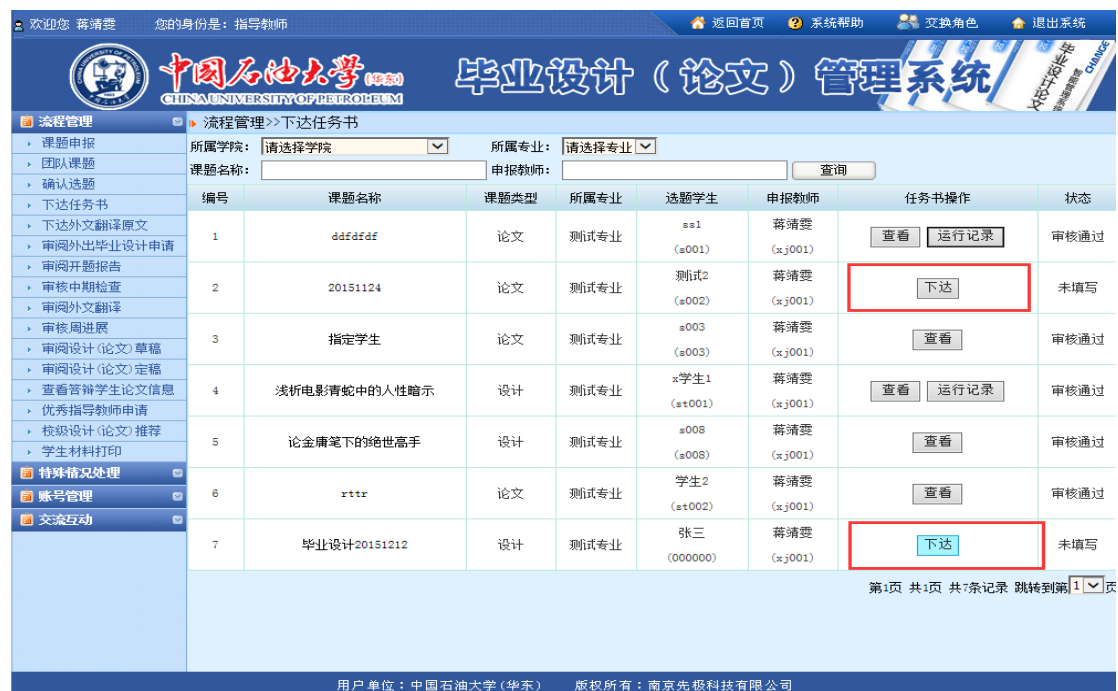 欢迎您 蒋靖雯 您的身份是: 指导教师 返回首页 系统帮助 交换角色 退出系统
中国石油大学(华东) 毕业设计(论文)管理系统
CHINA UNIVERSITY OF PETROLEUM
CHANGE
毕业设计论文
流程管理
课题申报
团队课题
确认选题
下达任务书
下达外文翻译原文
审阅外出毕业设计申请
审阅开题报告
审核中期检查
审阅外文翻译
审核周进展
审阅设计(论文)草稿
审阅设计(论文)定稿
查看答辩学生论文信息
优秀指导教师申请
校级设计(论文)推荐
学生材料打印
特殊情况处理
账号管理
交流互动
流程管理>>下达任务书
所属学院: 请选择学院 所属专业: 请选择专业
课题名称: 申报教师: 查询
编号 课题名称 课题类型 所属专业 选题学生 申报教师 任务书操作 状态
1 ddfdfdf 论文 测试专业 ss1 (s001) 蒋靖雯 (xj001) 查看 运行记录 审核通过
2 20151124 论文 测试专业 测试2 (s002) 蒋靖雯 (xj001) 下达 未填写
3 指定学生 论文 测试专业 s003 (s003) 蒋靖雯 (xj001) 查看 审核通过
4 浅析电影青蛇中的人性暗示 设计 测试专业 x学生1 (st001) 蒋靖雯 (xj001) 查看 运行记录 审核通过
5 论金庸笔下的绝世高手 设计 测试专业 s008 (s008) 蒋靖雯 (xj001) 查看 审核通过
6 rttr 论文 测试专业 学生2 (st002) 蒋靖雯 (xj001) 查看 审核通过
7 毕业设计20151212 设计 测试专业 张三 (000000) 蒋靖雯 (xj001) 下达 未填写
第1页 共1页 共7条记录 跳转到第 1 页
用户单位:中国石油大学(华东) 版权所有:南京先极科技有限公司